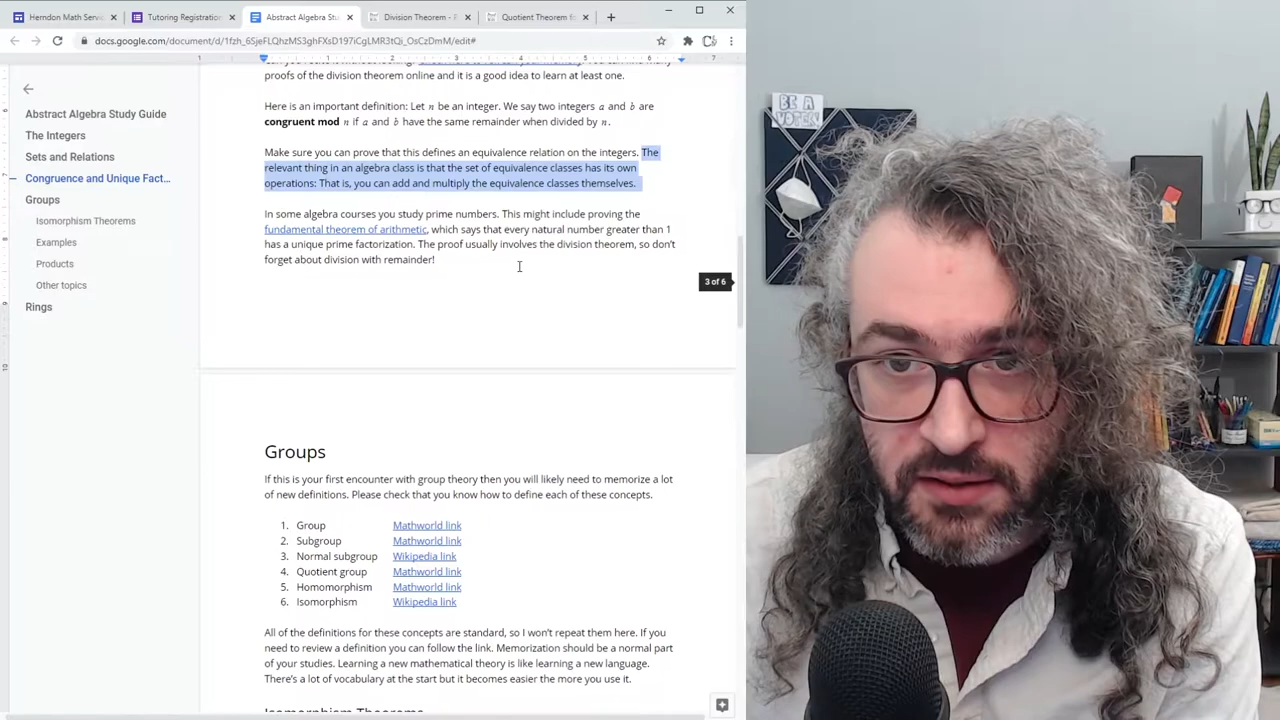 Herndon Math Servi
Tutoring Registration
Abstract Algebra Stu
Division Theorem -
Quotient Theorem fo
docs.google.com/document/d/1fzh_6SjeFLQhzMS3ghFXsD197iCgLMR3tQi_OsCzDmM/edit#
1
2
3
4
5
6
7
Abstract Algebra Study Guide
The Integers
Sets and Relations
Congruence and Unique Fact...
Groups
Isomorphism Theorems
Examples
Products
Other topics
Rings
proofs of the division theorem online and it is a good idea to learn at least one.
Here is an important definition: Let n be an integer. We say two integers a and b are
congruent mod n if a and b have the same remainder when divided by n.
Make sure you can prove that this defines an equivalence relation on the integers. The
relevant thing in an algebra class is that the set of equivalence classes has its own
operations: That is, you can add and multiply the equivalence classes themselves.
In some algebra courses you study prime numbers. This might include proving the
fundamental theorem of arithmetic, which says that every natural number greater than 1
has a unique prime factorization. The proof usually involves the division theorem, so don't
forget about division with remainder!
3 of 6
Groups
If this is your first encounter with group theory then you will likely need to memorize a lot
of new definitions. Please check that you know how to define each of these concepts.
1. Group Mathworld link
2. Subgroup Mathworld link
3. Normal subgroup Wikipedia link
4. Quotient group Mathworld link
5. Homomorphism Mathworld link
6. Isomorphism Wikipedia link
All of the definitions for these concepts are standard, so I won't repeat them here. If you
need to review a definition you can follow the link. Memorization should be a normal part
of your studies. Learning a new mathematical theory is like learning a new language.
There's a lot of vocabulary at the start but it becomes easier the more you use it.
Isomorphism Theorems
BE A
VOTER